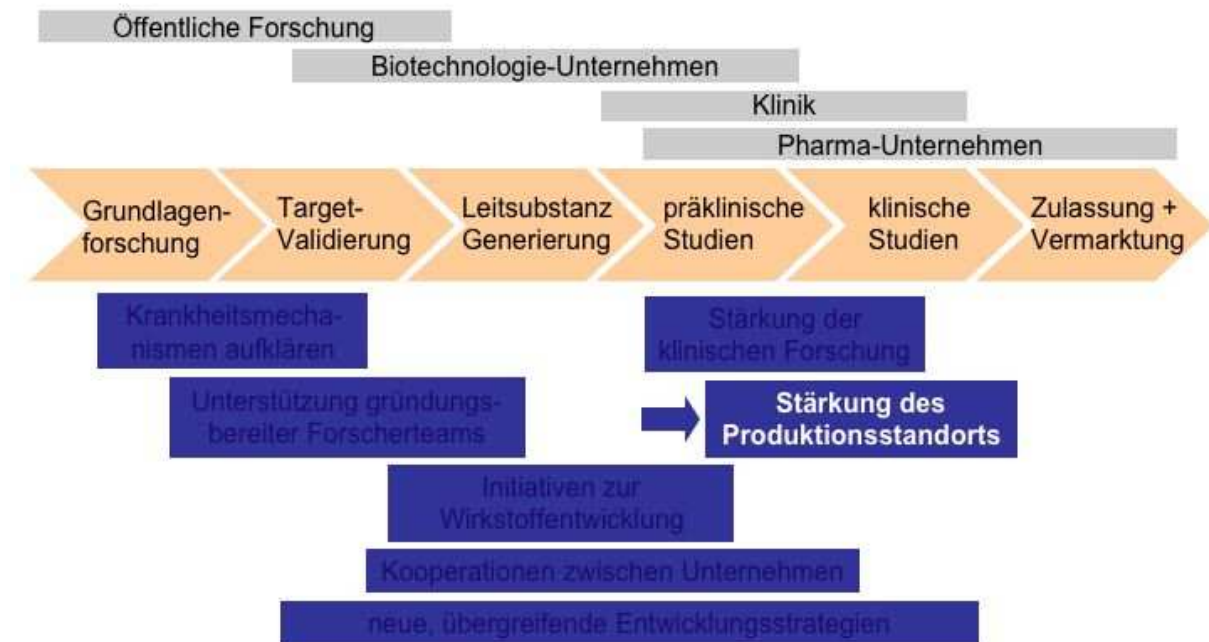 Öffentliche Forschung
Biotechnologie-Unternehmen
Klinik
Pharma-Unternehmen
Grundlagen-
forschung
Target-
Validierung
Leitsubstanz
Generierung
präklinische
Studien
klinische
Studien
Zulassung +
Vermarktung
Krankheitsmecha-
nismen aufklären
Stärkung der
klinischen Forschung
Unterstützung gründungs-
bereiter Forscherteams
Stärkung des
Produktionsstandorts
Initiativen zur
Wirkstoffentwicklung
Kooperationen zwischen Unternehmen
neue, übergreifende Entwicklungsstrategien